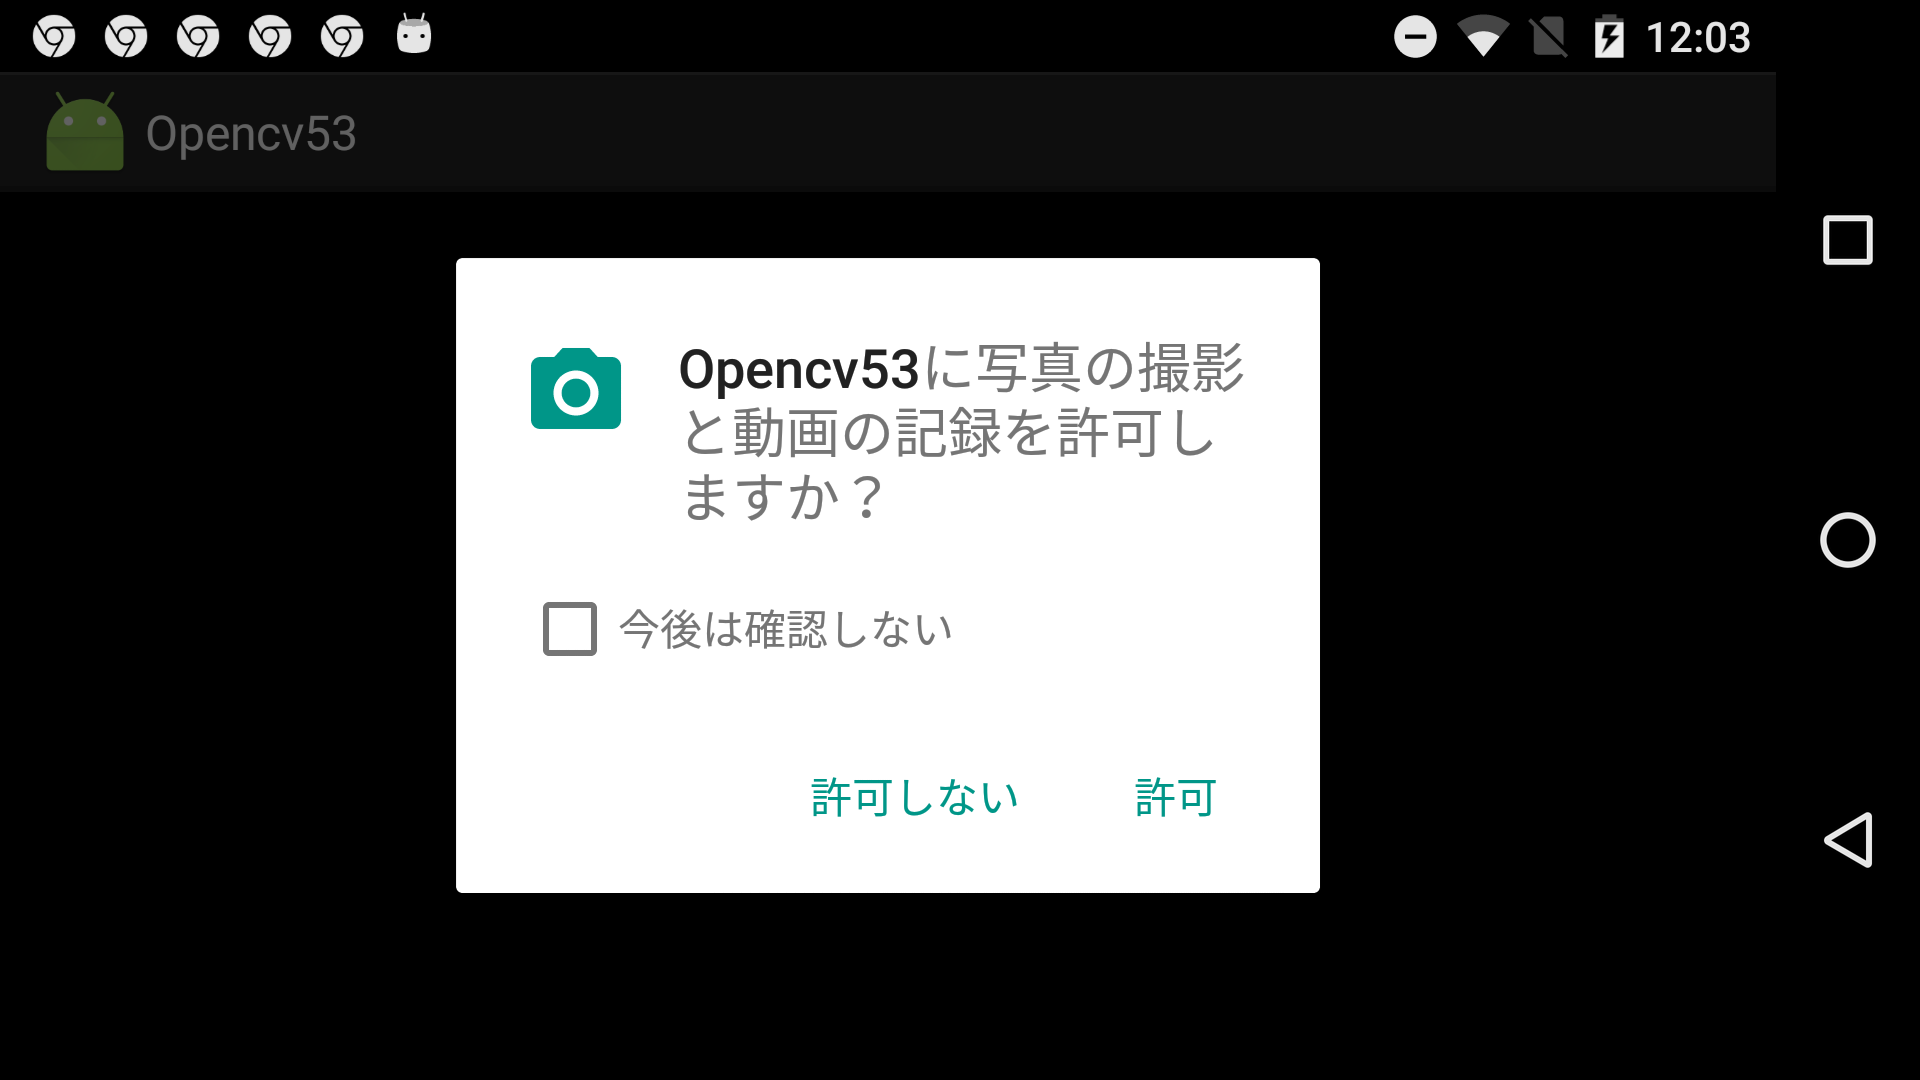 12:03
Opencv53
Opencv53に写真の撮影
と動画の記録を許可し
ますか？
今後は確認しない
許可しない 許可